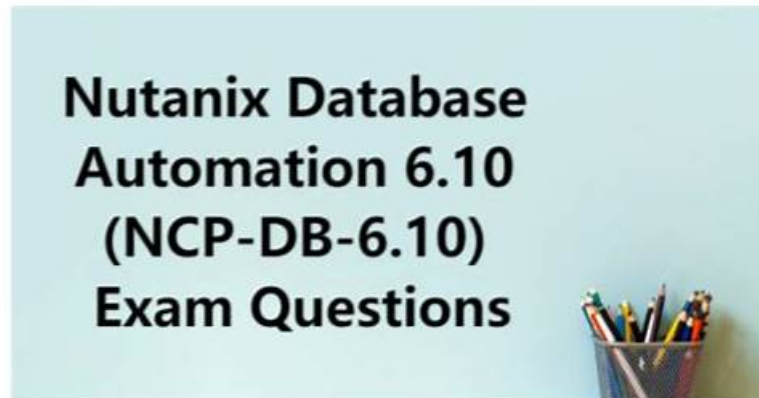 Nutanix Database
Automation 6.10
(NCP-DB-6.10)
Exam Questions